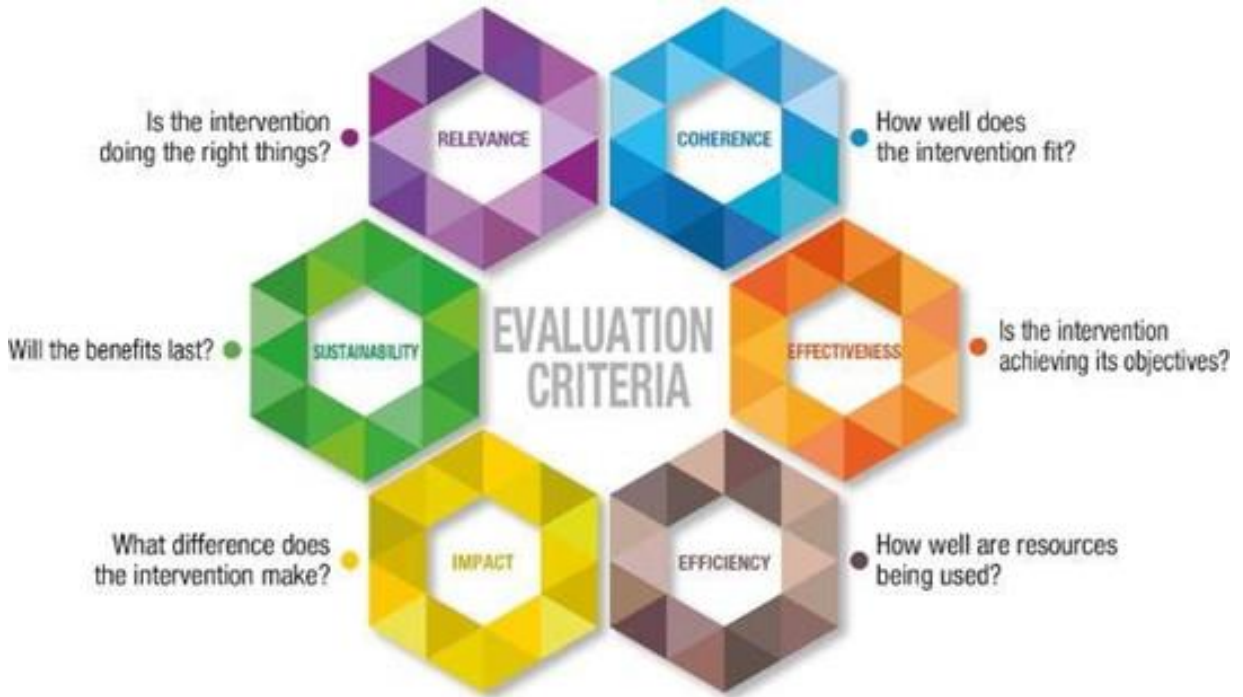 Is the intervention
doing the right things?
RELEVANCE
COHERENCE
How well does
the intervention fit?
Will the benefits last?
SUSTAINABILITY
EVALUATION
CRITERIA
EFFECTIVENESS
Is the intervention
achieving its objectives?
What difference does
the intervention make?
IMPACT
EFFICIENCY
How well are resources
being used?